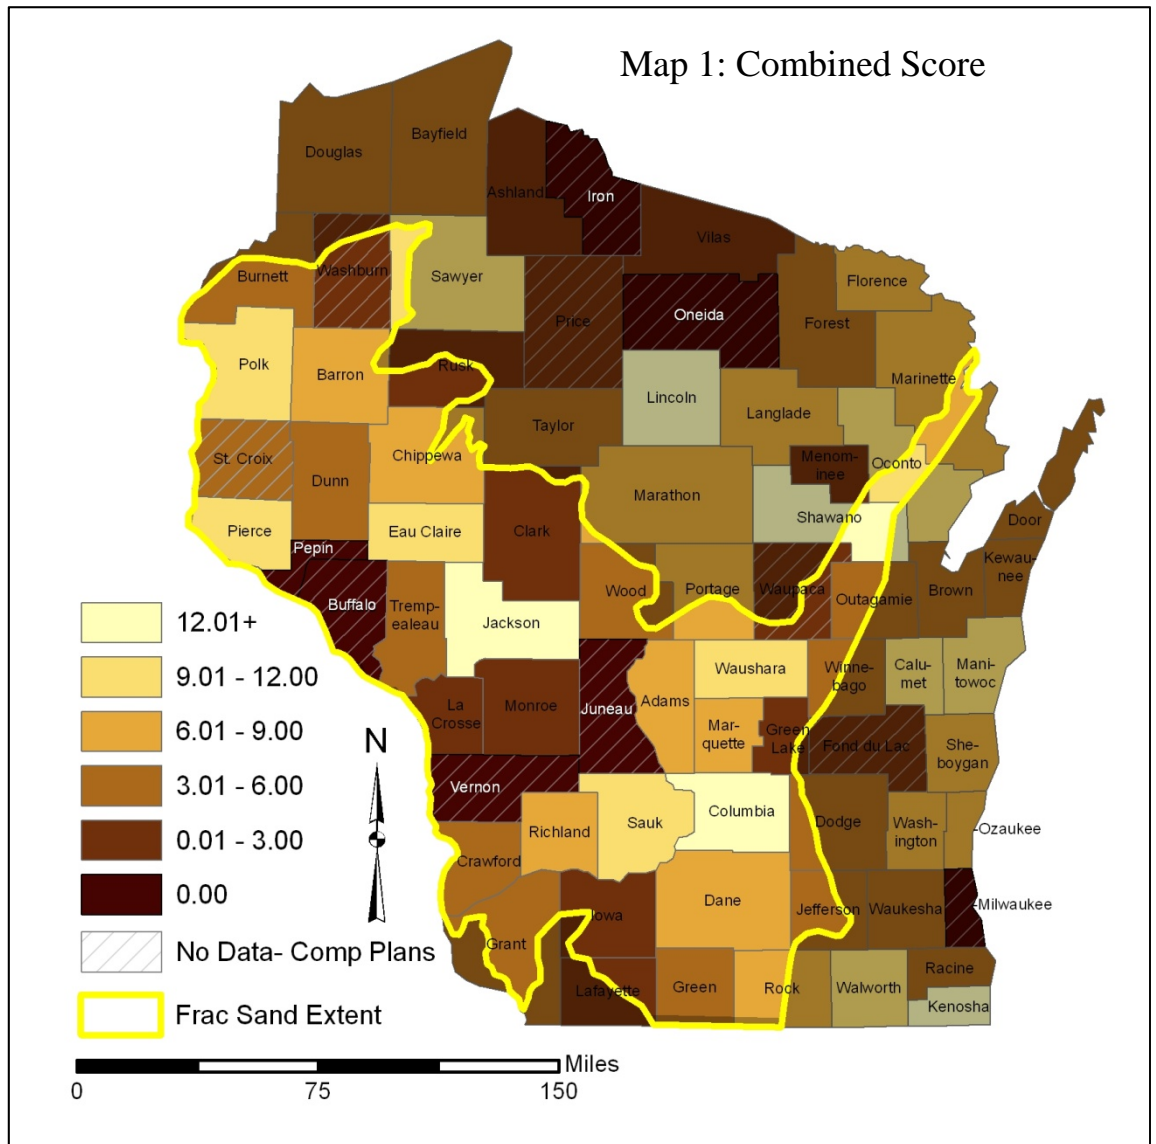 Map 1: Combined Score
Bayfield
Douglas
Ashland
Iron
Vilas
Burnett
Washburn
Sawyer
Florence
Price
Oneida
Forest
Polk
Barron
Rusk
Marinette
Lincoln
Langlade
Taylor
St. Croix
Dunn
Chippewa
Menom-
inee
Oconto
Marathon
Pierce
Eau Claire
Clark
Shawano
Door
Pepin
Kewau-
nee
Buffalo
Tremp-
ealeau
Wood
Portage
Waupaca
Outagamie
Brown
Jackson
Waushara
Winne-
bago
Calu-
met
Mani-
towoc
La
Crosse
Monroe
Juneau
Adams
Mar-
quette
Green
Lake
Fond du Lac
She-
boygan
Vernon
Richland
Sauk
Columbia
Dodge
Wash-
ington
Ozaukee
Crawford
Iowa
Dane
Jefferson
Waukesha
Milwaukee
Grant
Lafayette
Green
Rock
Walworth
Racine
Kenosha
12.01+
9.01 - 12.00
6.01 - 9.00
3.01 - 6.00
0.01 - 3.00
0.00
No Data- Comp Plans
Frac Sand Extent
N
Miles
0 75 150